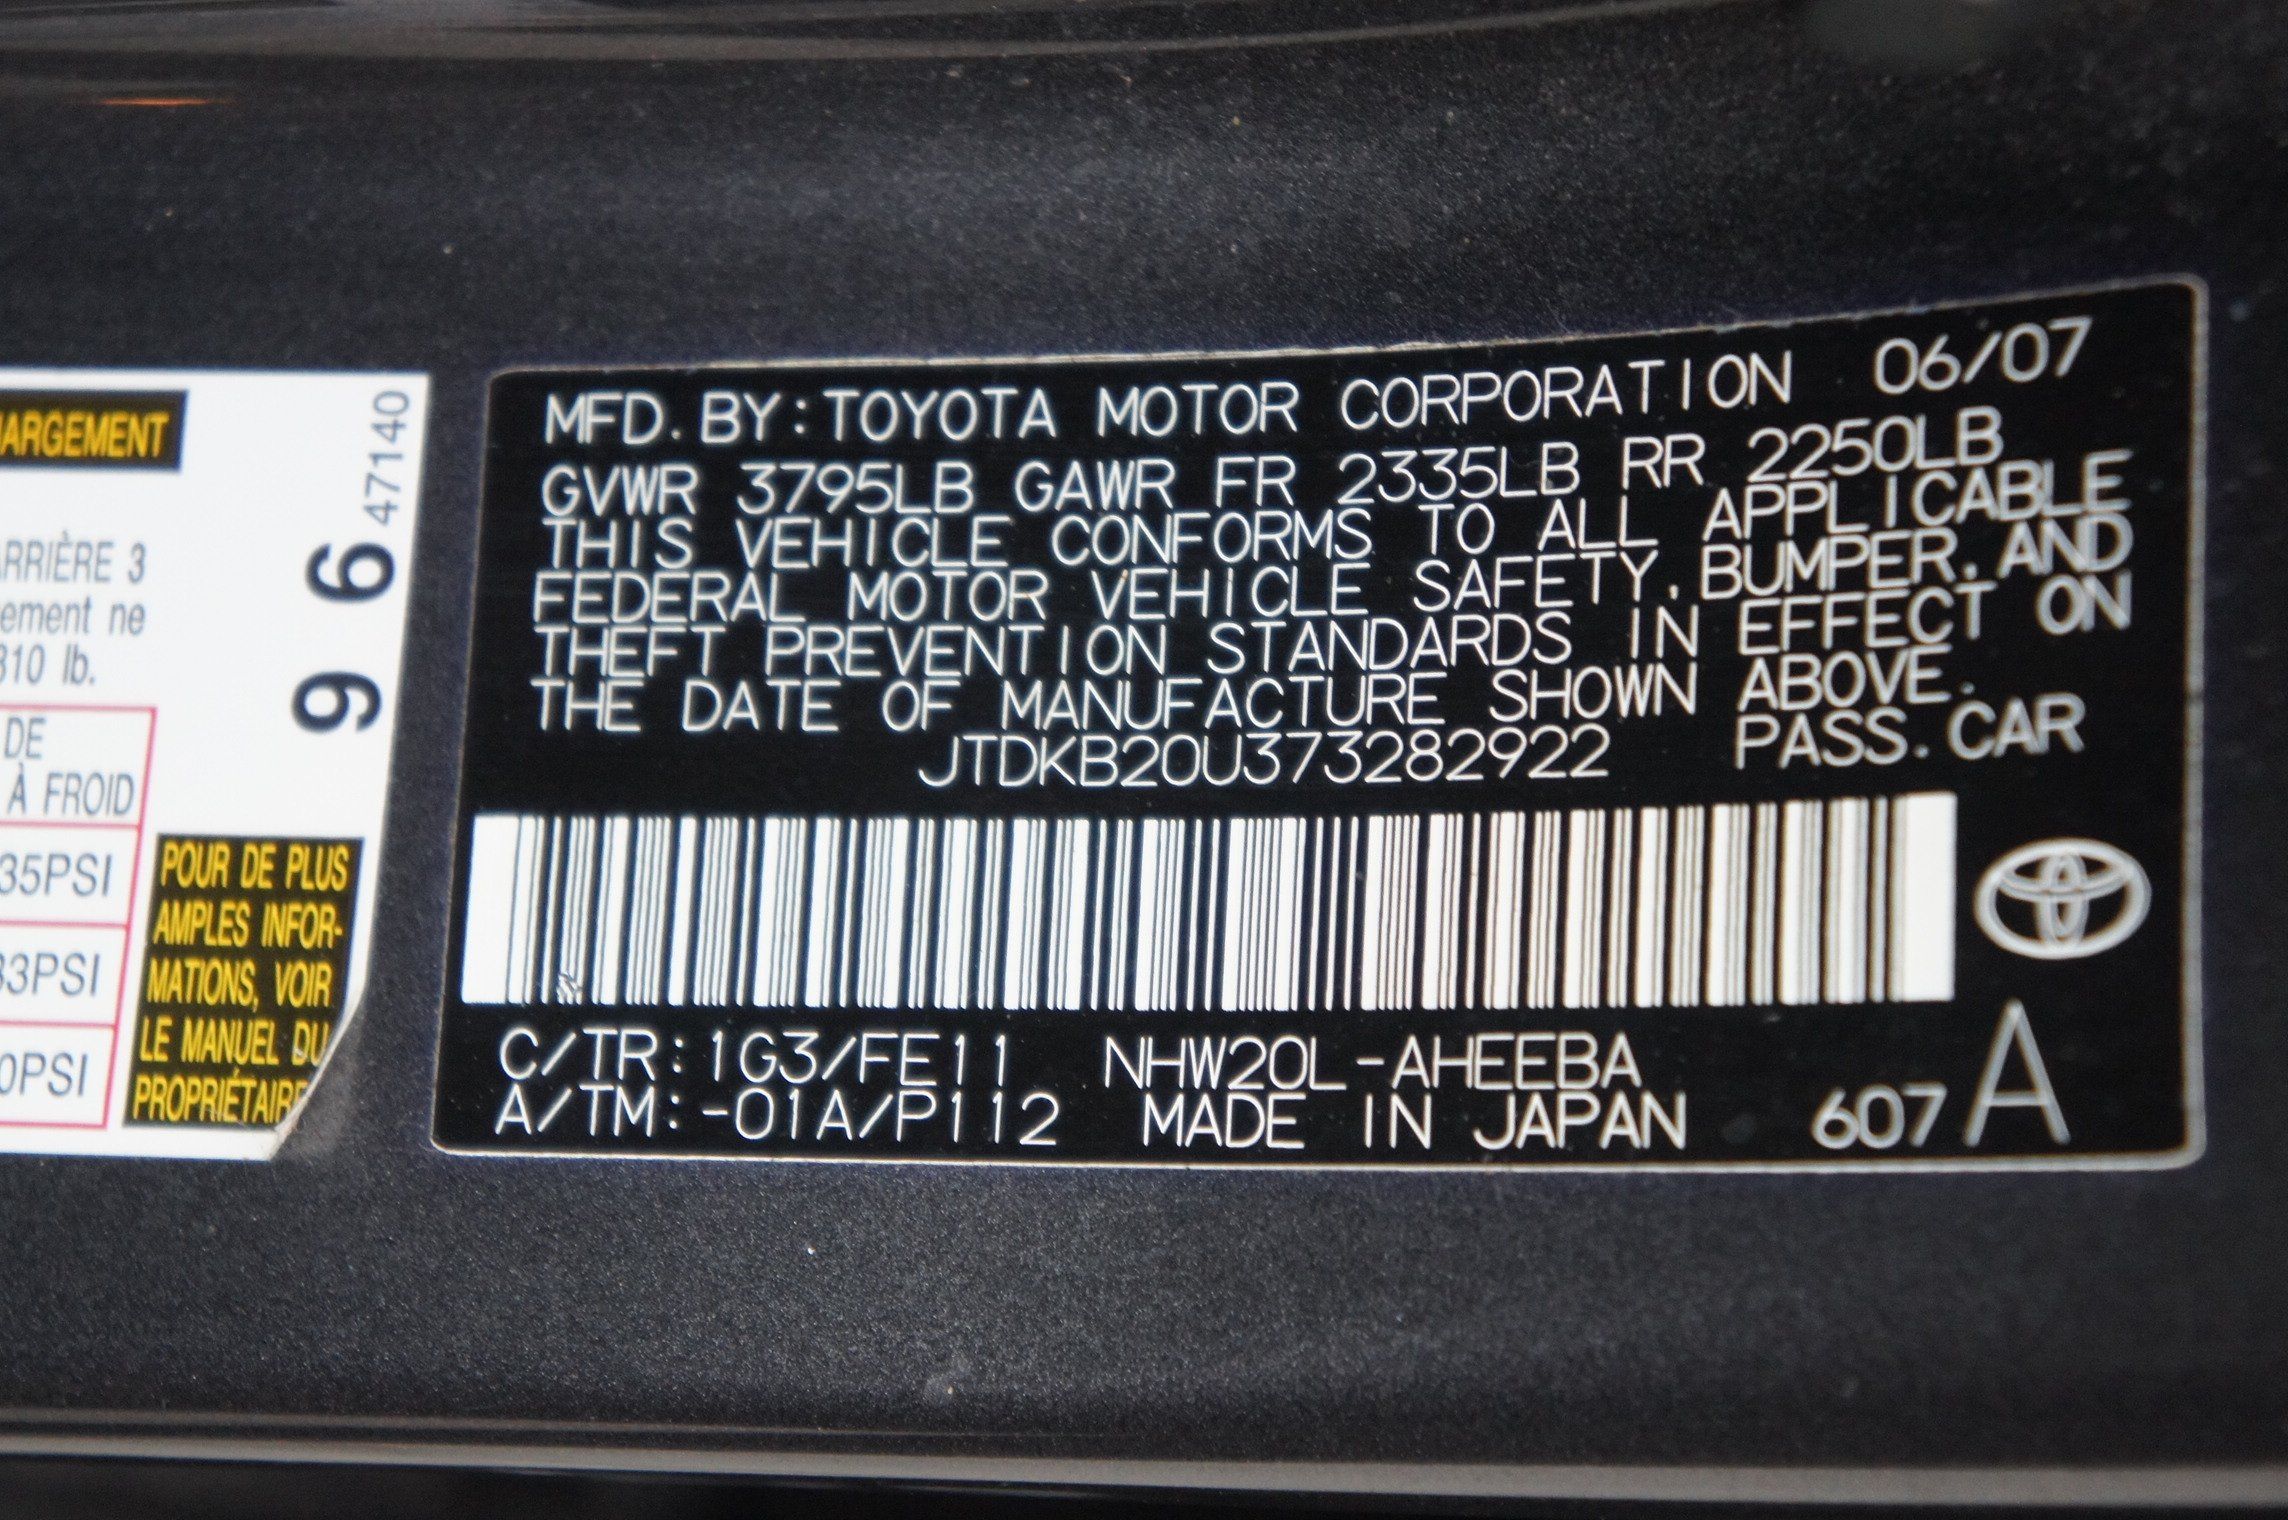 ARRIÈRE 3
ement ne
310 lb.
DE
À FROID
35PSI
33PSI
0PSI
47140
9 6
POUR DE PLUS
AMPLES INFOR-
MATIONS, VOIR
LE MANUEL DU
PROPRIÉTAIRE
MFD. BY:TOYOTA MOTOR CORPORATION 06/07
GVWR 3795LB GAWR FR 2335LB RR 2250LB
THIS VEHICLE CONFORMS TO ALL APPLICABLE
FEDERAL MOTOR VEHICLE SAFETY, BUMPER, AND
THEFT PREVENTION STANDARDS IN EFFECT ON
THE DATE OF MANUFACTURE SHOWN ABOVE.
JTDKB20U373282922 PASS. CAR
C/TR:1G3/FE11 NHW20L-AHEEBA
A/TM:-01A/P112 MADE IN JAPAN 607 A